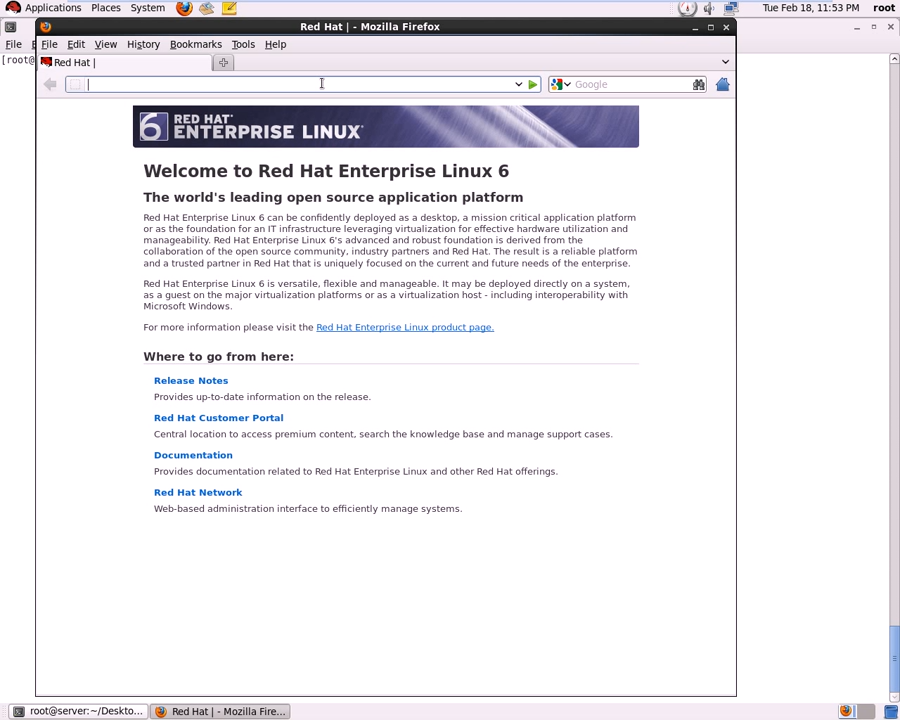 Applications Places System Tue Feb 18, 11:53 PM root
Red Hat | - Mozilla Firefox
File
File Edit View History Bookmarks Tools Help
[root@
Red Hat |
Google
6 RED HAT
ENTERPRISE LINUX
Welcome to Red Hat Enterprise Linux 6
The world's leading open source application platform
Red Hat Enterprise Linux 6 can be confidently deployed as a desktop, a mission critical application platform
or as the foundation for an IT infrastructure leveraging virtualization for effective hardware utilization and
manageability. Red Hat Enterprise Linux 6's advanced and robust foundation is derived from the
collaboration of the open source community, industry partners and Red Hat. The result is a reliable platform
and a trusted partner in Red Hat that is uniquely focused on the current and future needs of the enterprise.
Red Hat Enterprise Linux 6 is versatile, flexible and manageable. It may be deployed directly on a system,
as a guest on the major virtualization platforms or as a virtualization host - including interoperability with
Microsoft Windows.
For more information please visit the Red Hat Enterprise Linux product page.
Where to go from here:
Release Notes
Provides up-to-date information on the release.
Red Hat Customer Portal
Central location to access premium content, search the knowledge base and manage support cases.
Documentation
Provides documentation related to Red Hat Enterprise Linux and other Red Hat offerings.
Red Hat Network
Web-based administration interface to efficiently manage systems.
root@server:~/Deskto... Red Hat | - Mozilla Fire...